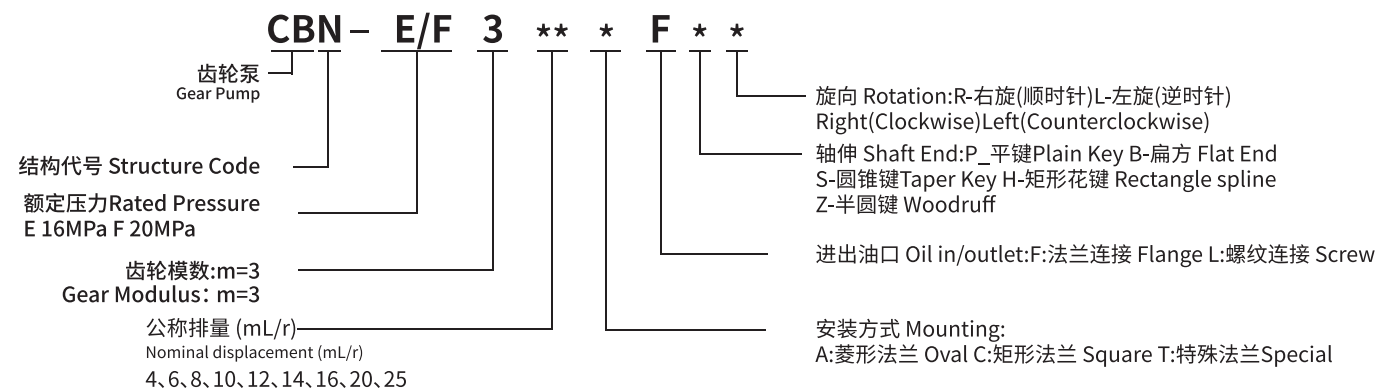 CBN- E/F 3 ** * F * *
齿轮泵
Gear Pump
结构代号 Structure Code
额定压力Rated Pressure
E 16MPa F 20MPa
齿轮模数:m=3
Gear Modulus：m=3
公称排量 (mL/r)
Nominal displacement (mL/r)
4、6、8、10、12、14、16、20、25
旋向 Rotation:R-右旋(顺时针)L-左旋(逆时针)
Right(Clockwise)Left(Counterclockwise)
轴伸 Shaft End:P_平键Plain Key B-扁方 Flat End
S-圆锥键Taper Key H-矩形花键 Rectangle spline
Z-半圆键 Woodruff
进出油口 Oil in/outlet:F:法兰连接 Flange L:螺纹连接 Screw
安装方式 Mounting:
A:菱形法兰 Oval C:矩形法兰 Square T:特殊法兰Special